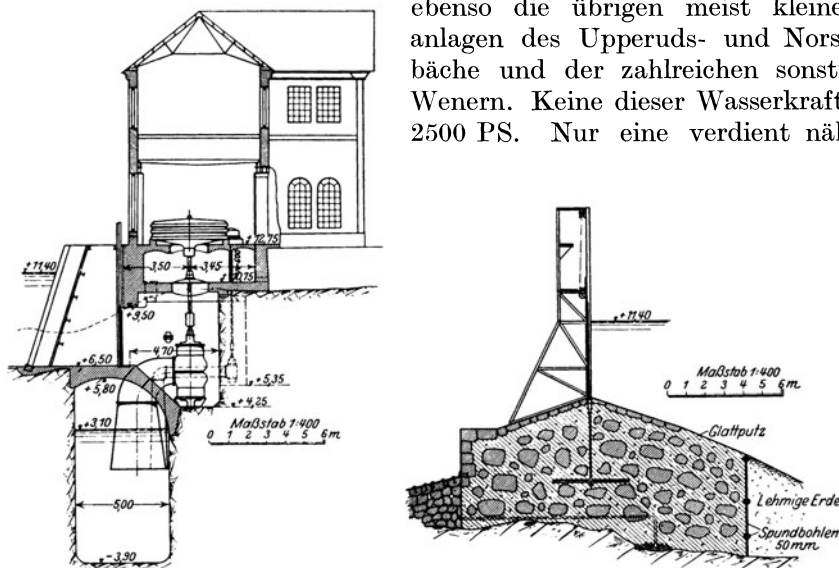 ebenso die übrigen meist kleine
anlagen des Upperuds- und Nors
bäche und der zahlreichen sonst
Wenern. Keine dieser Wasserkraft
2500 PS. Nur eine verdient näl
+12,75
+11,40
3,50
3,45
+9,50
4,70
+6,50
+5,80
+5,35
+4,25
+3,10
Maßstab 1:400
0 1 2 3 4 5 6m
5,00
-3,90
+11.40
Maßstab 1:400
0 1 2 3 4 5 6m
Glattputz
Lehmige Erde
Spundbohlen
50mm